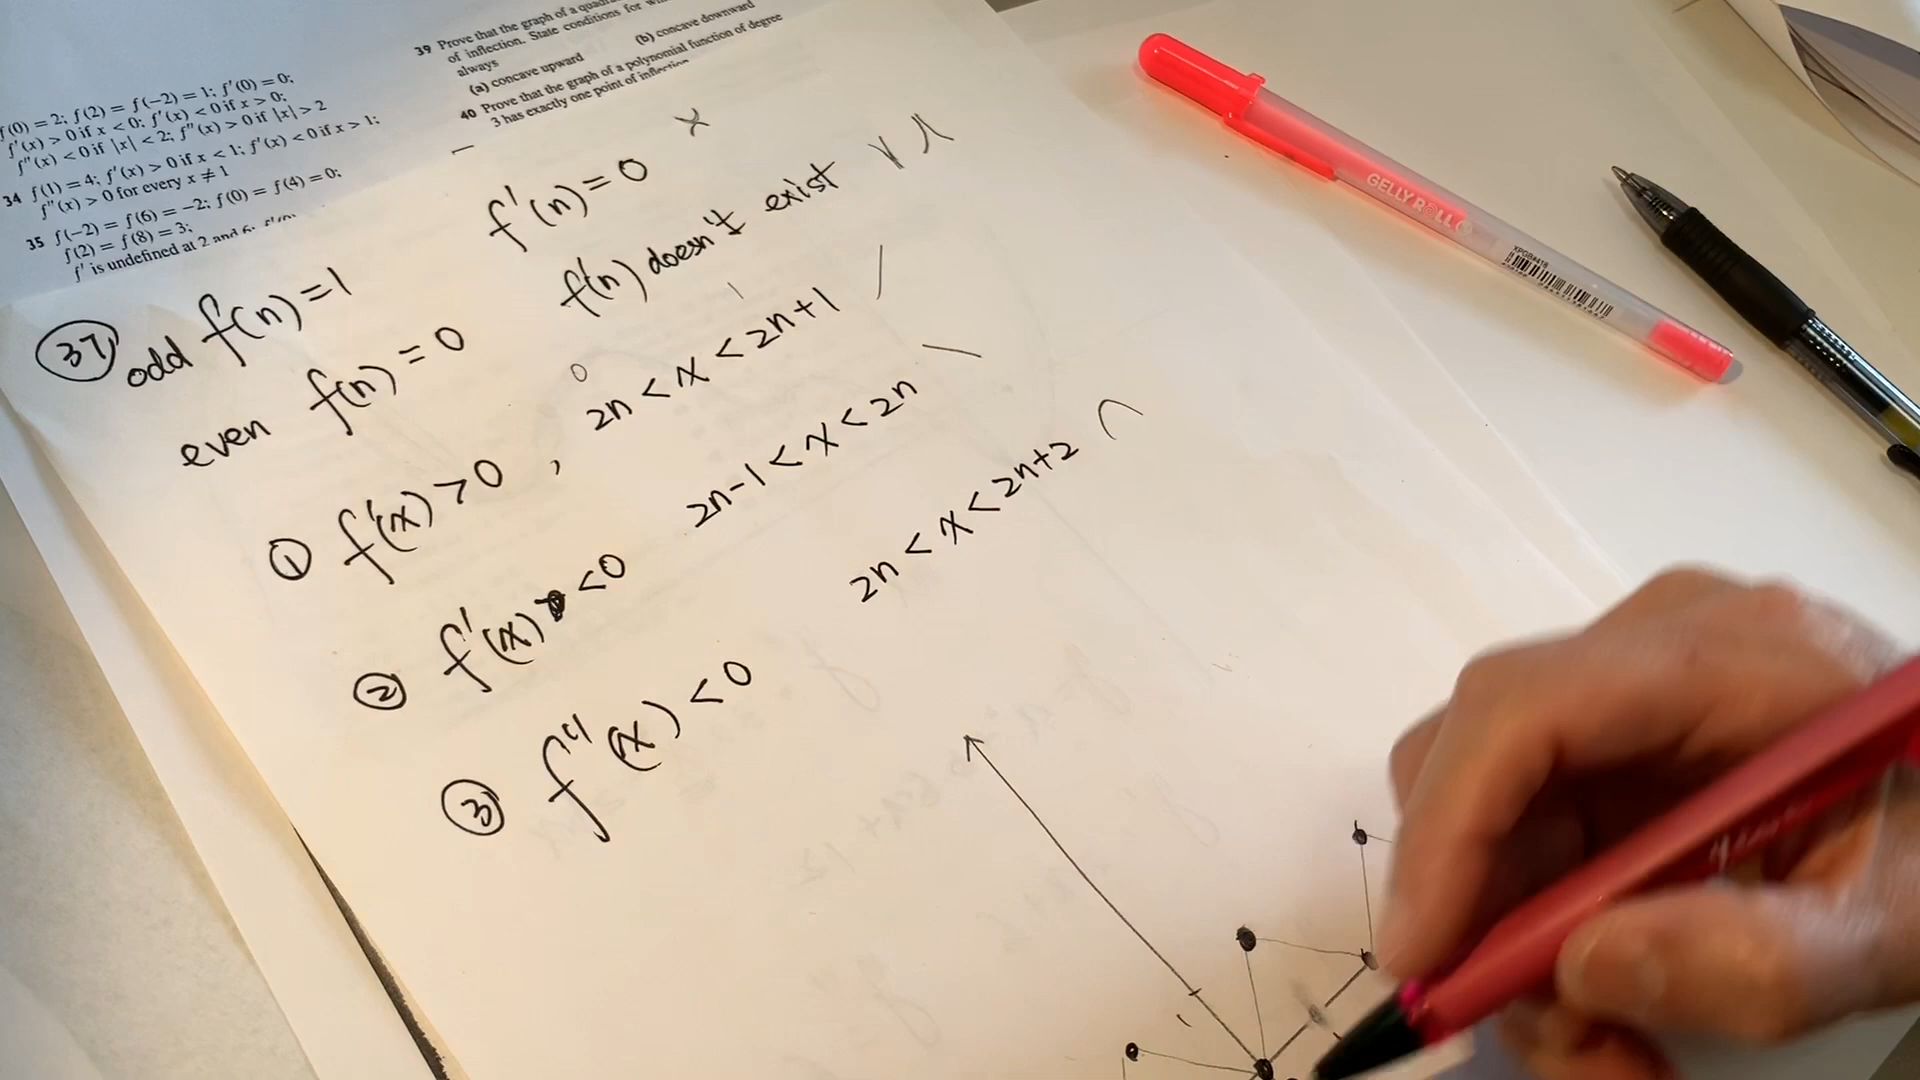 f(0) = 2; f(2) = f(−2) = 1; f′(0) = 0;
f′(x) > 0 if x < 0; f′(x) < 0 if x > 0;
f″(x) < 0 if |x| < 2; f″(x) > 0 if |x| > 2
34 f(1) = 4; f′(x) > 0 if x < 1; f′(x) < 0 if x > 1;
f″(x) > 0 for every x ≠ 1
35 f(−2) = f(6) = −2; f(0) = f(4) = 0;
f(2) = f(8) = 3;
f′ is undefined at 2 and 6;
39 Prove that the graph of a
of inflection. State conditions for
always
(a) concave upward (b) concave downward
40 Prove that the graph of a polynomial function of degree
3 has exactly one point of inflection
37 odd f(n)=1 f'(n)=0 x
even f(n)=0 f'(n) doesn't exist
0 1
① f'(x)>0 , 2n<x<2n+1
② f'(x) <0 2n-1<x<2n
③ f''(x)<0 2n<x<2n+2
GELLY ROLL
XPGB#418